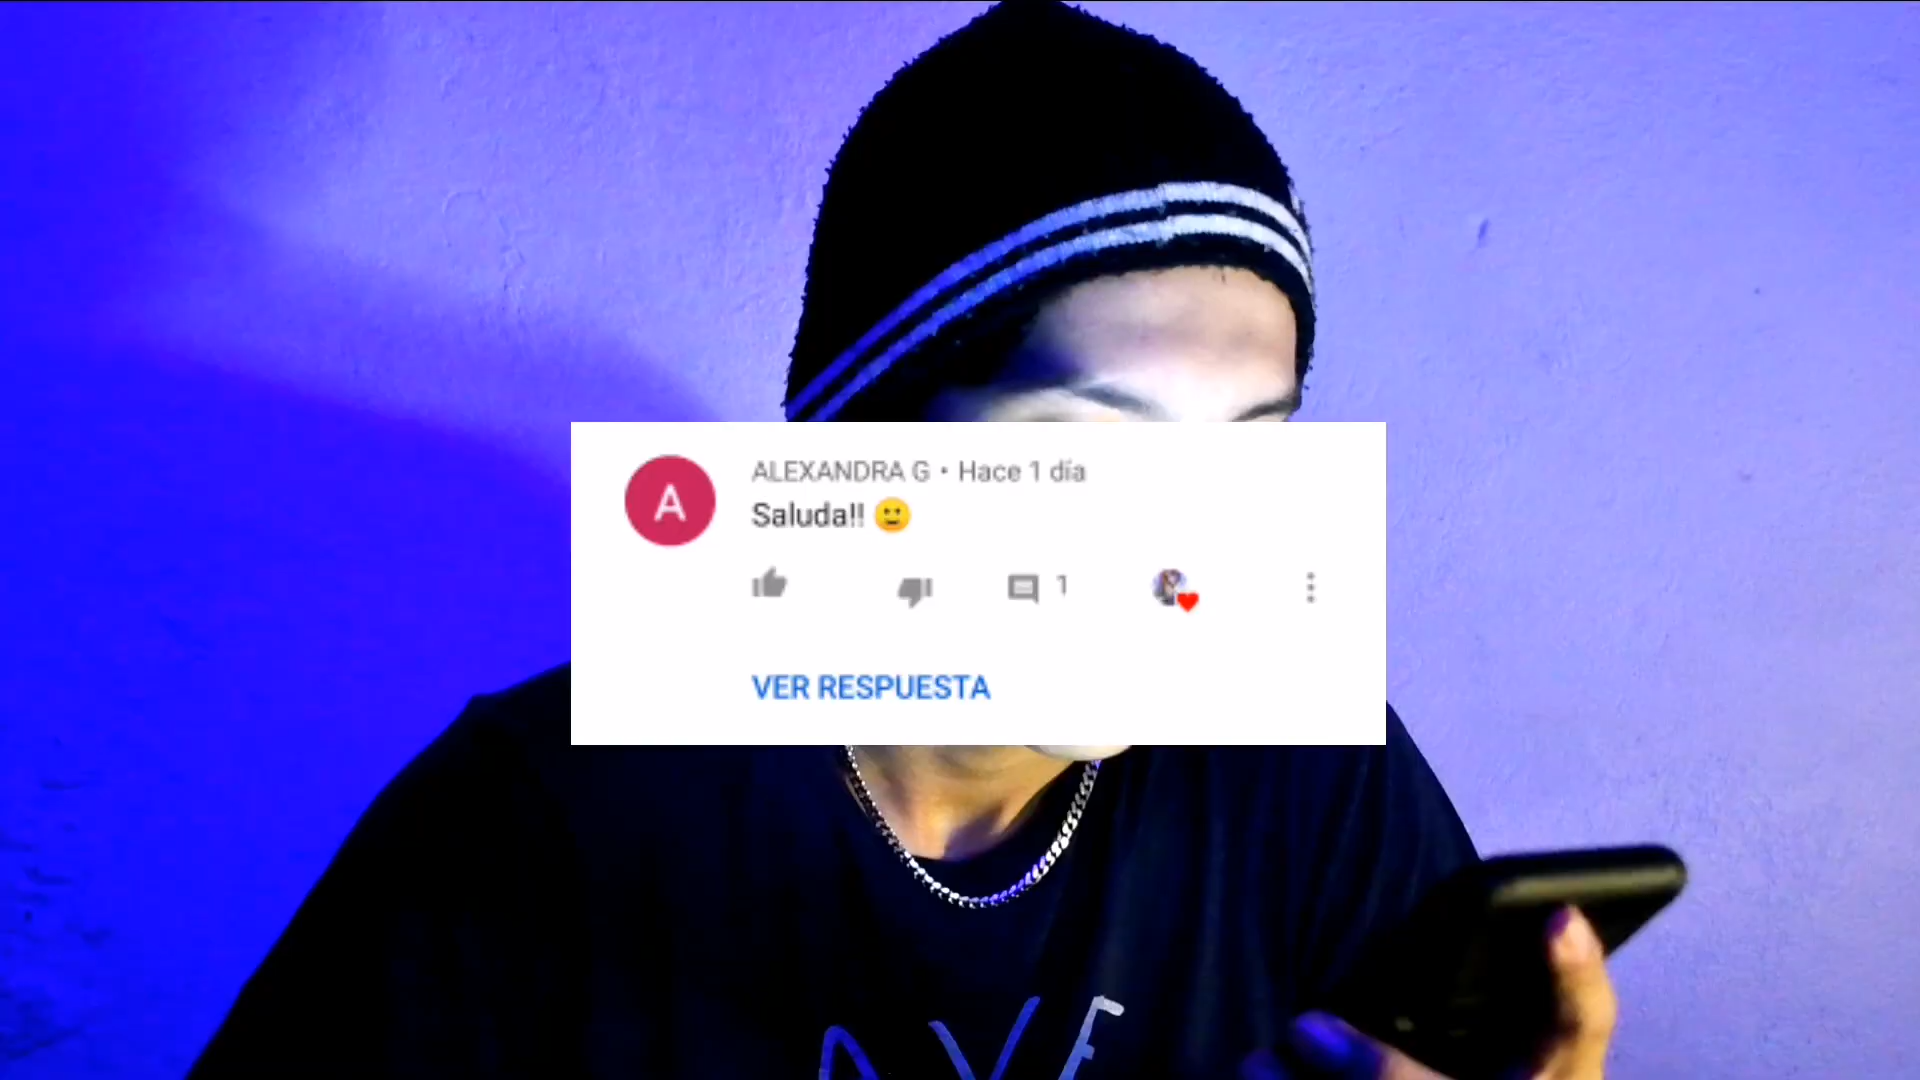 A
ALEXANDRA G • Hace 1 día
Saluda!! 😐
1
VER RESPUESTA